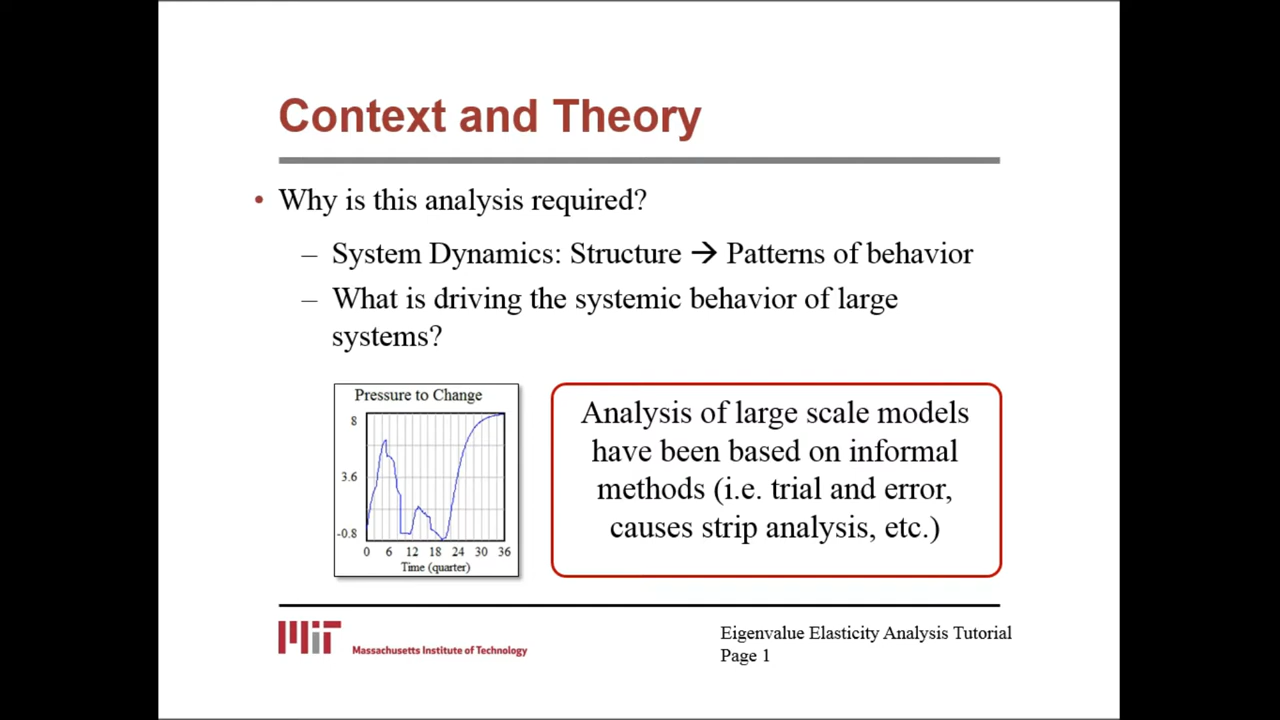 Context and Theory
• Why is this analysis required?
– System Dynamics: Structure → Patterns of behavior
– What is driving the systemic behavior of large
systems?
Pressure to Change
8
3.6
-0.8
0 6 12 18 24 30 36
Time (quarter)
Analysis of large scale models
have been based on informal
methods (i.e. trial and error,
causes strip analysis, etc.)
MIT Massachusetts Institute of Technology
Eigenvalue Elasticity Analysis Tutorial
Page 1